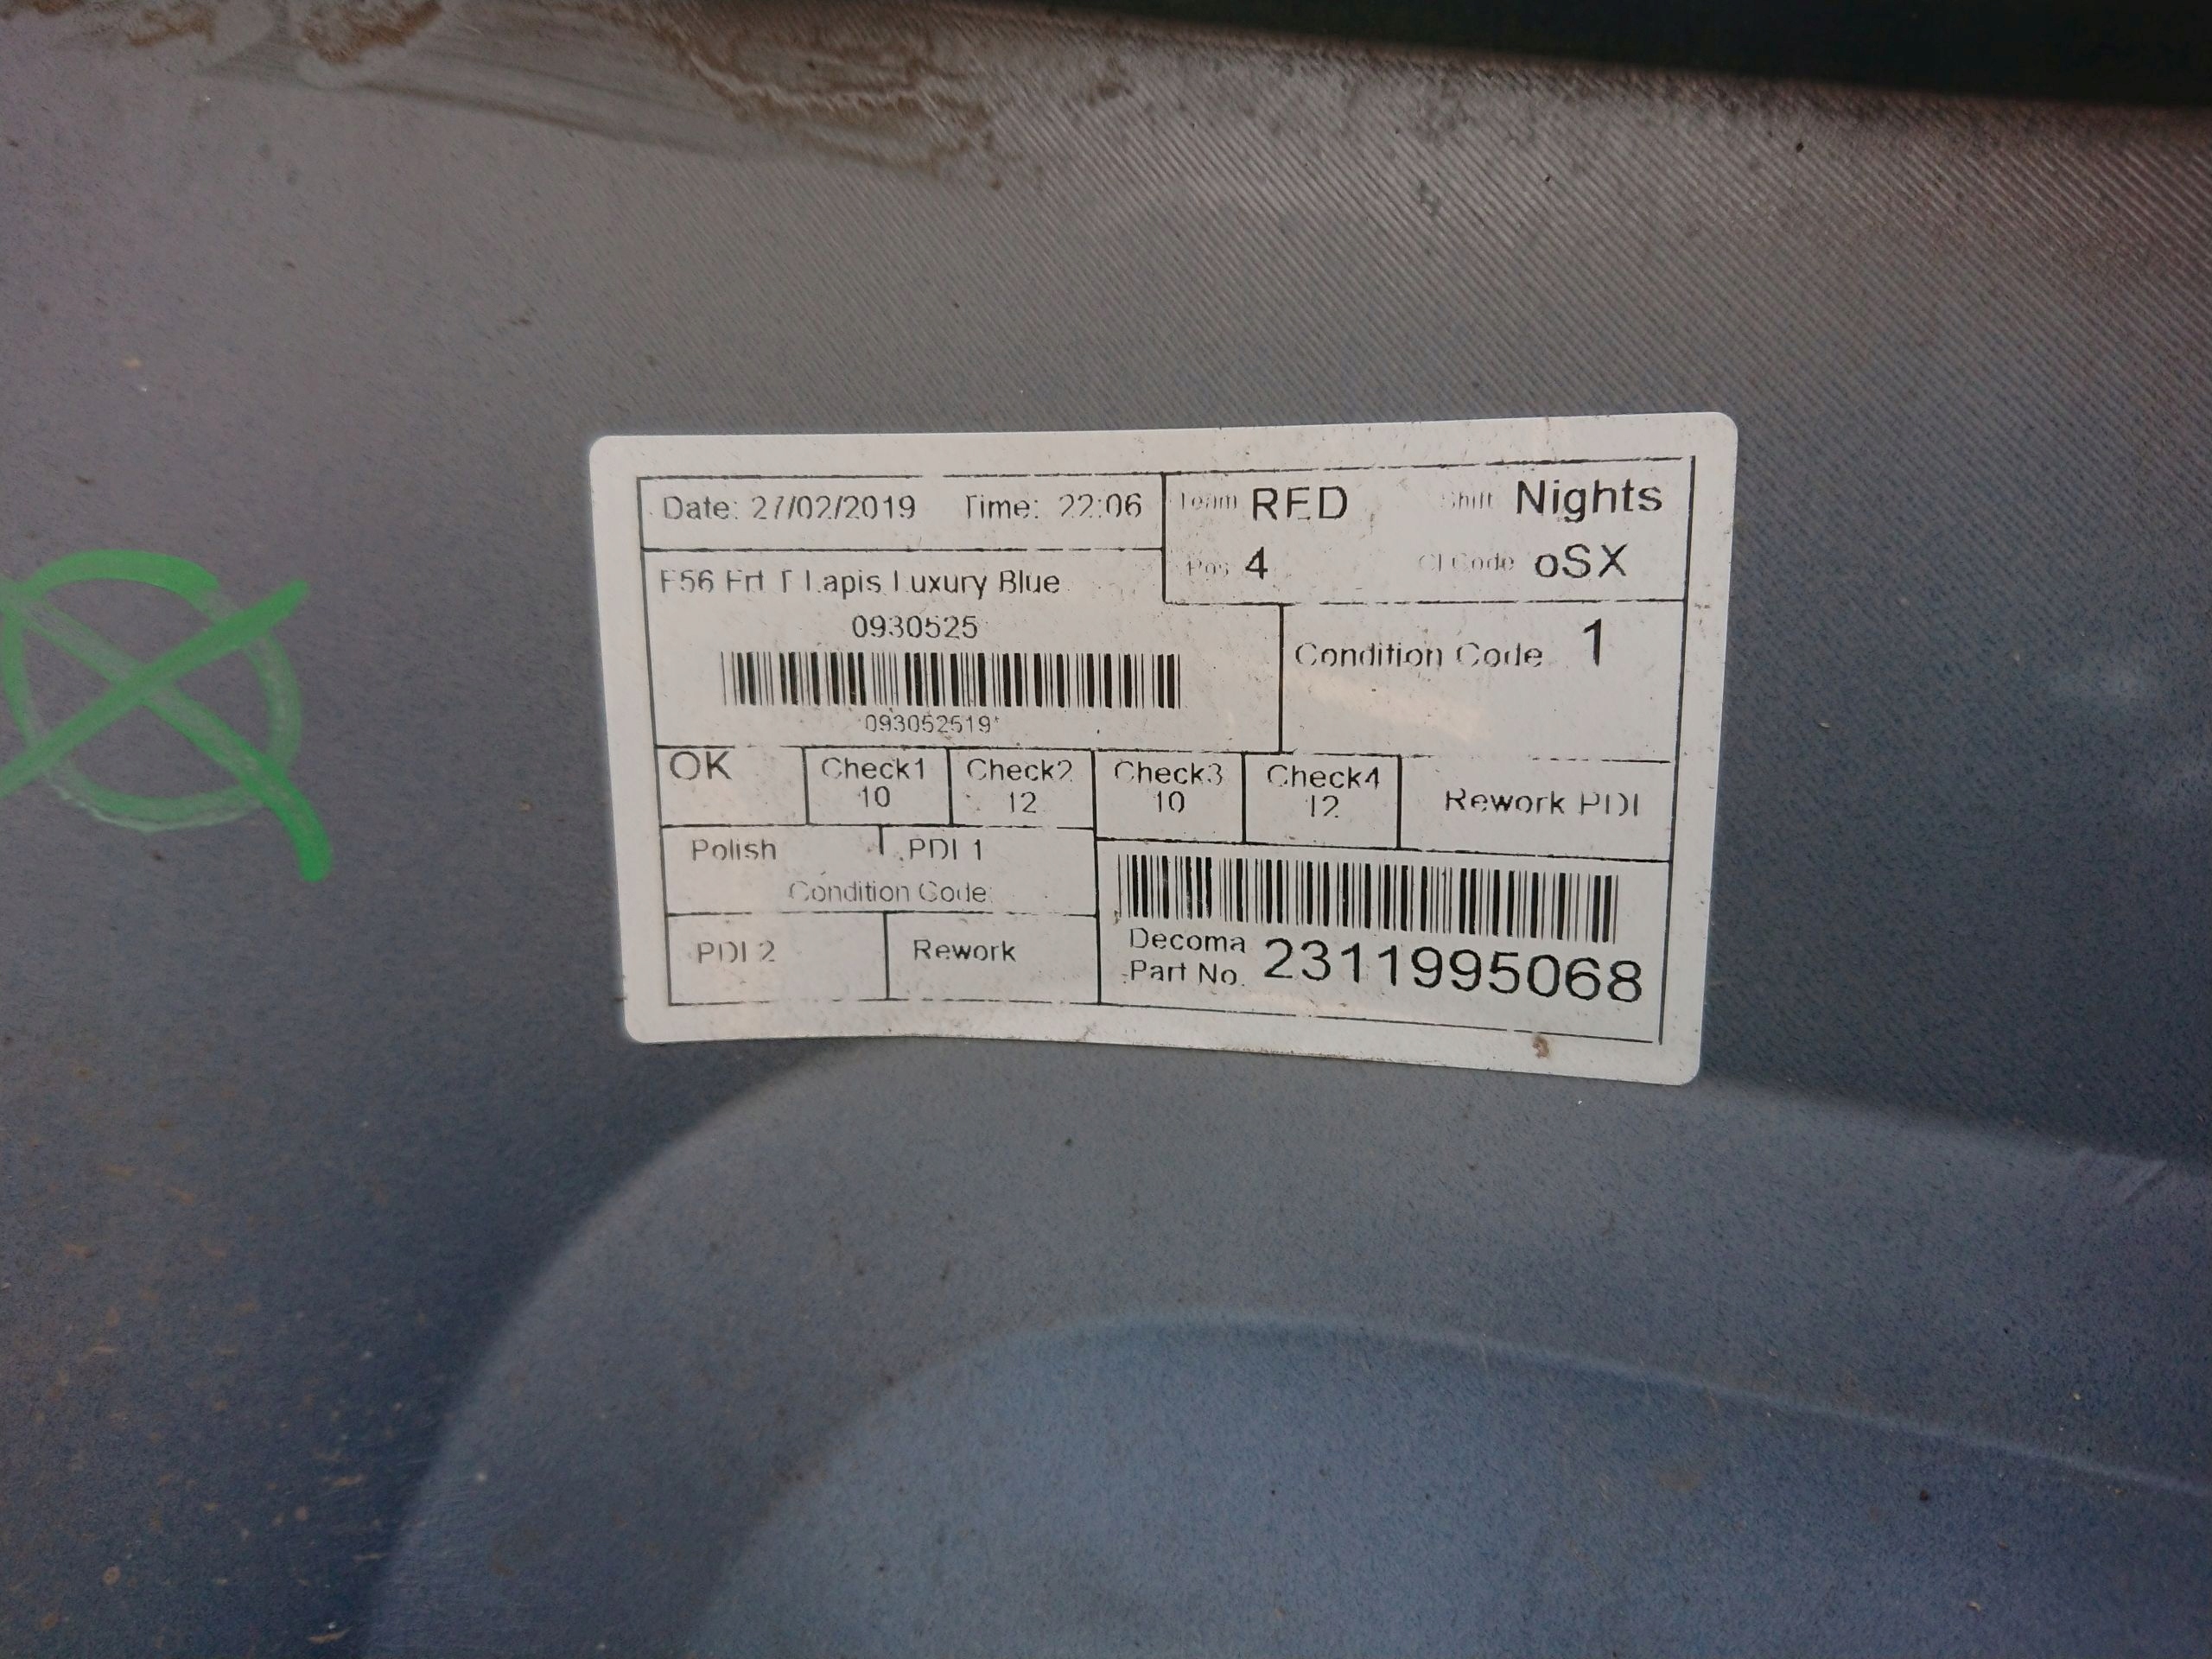 Date: 27/02/2019 Time: 22:06
Team RED Shift Nights
Pos 4 Cl Code oSX
F56 Frt T Lapis Luxury Blue
0930525
093052519*
Condition Code 1
OK
Check1 10
Check2 12
Check3 10
Check4 12
Rework PDI
Polish PDI 1
Condition Code:
PDI 2 Rework
Decoma
Part No. 2311995068